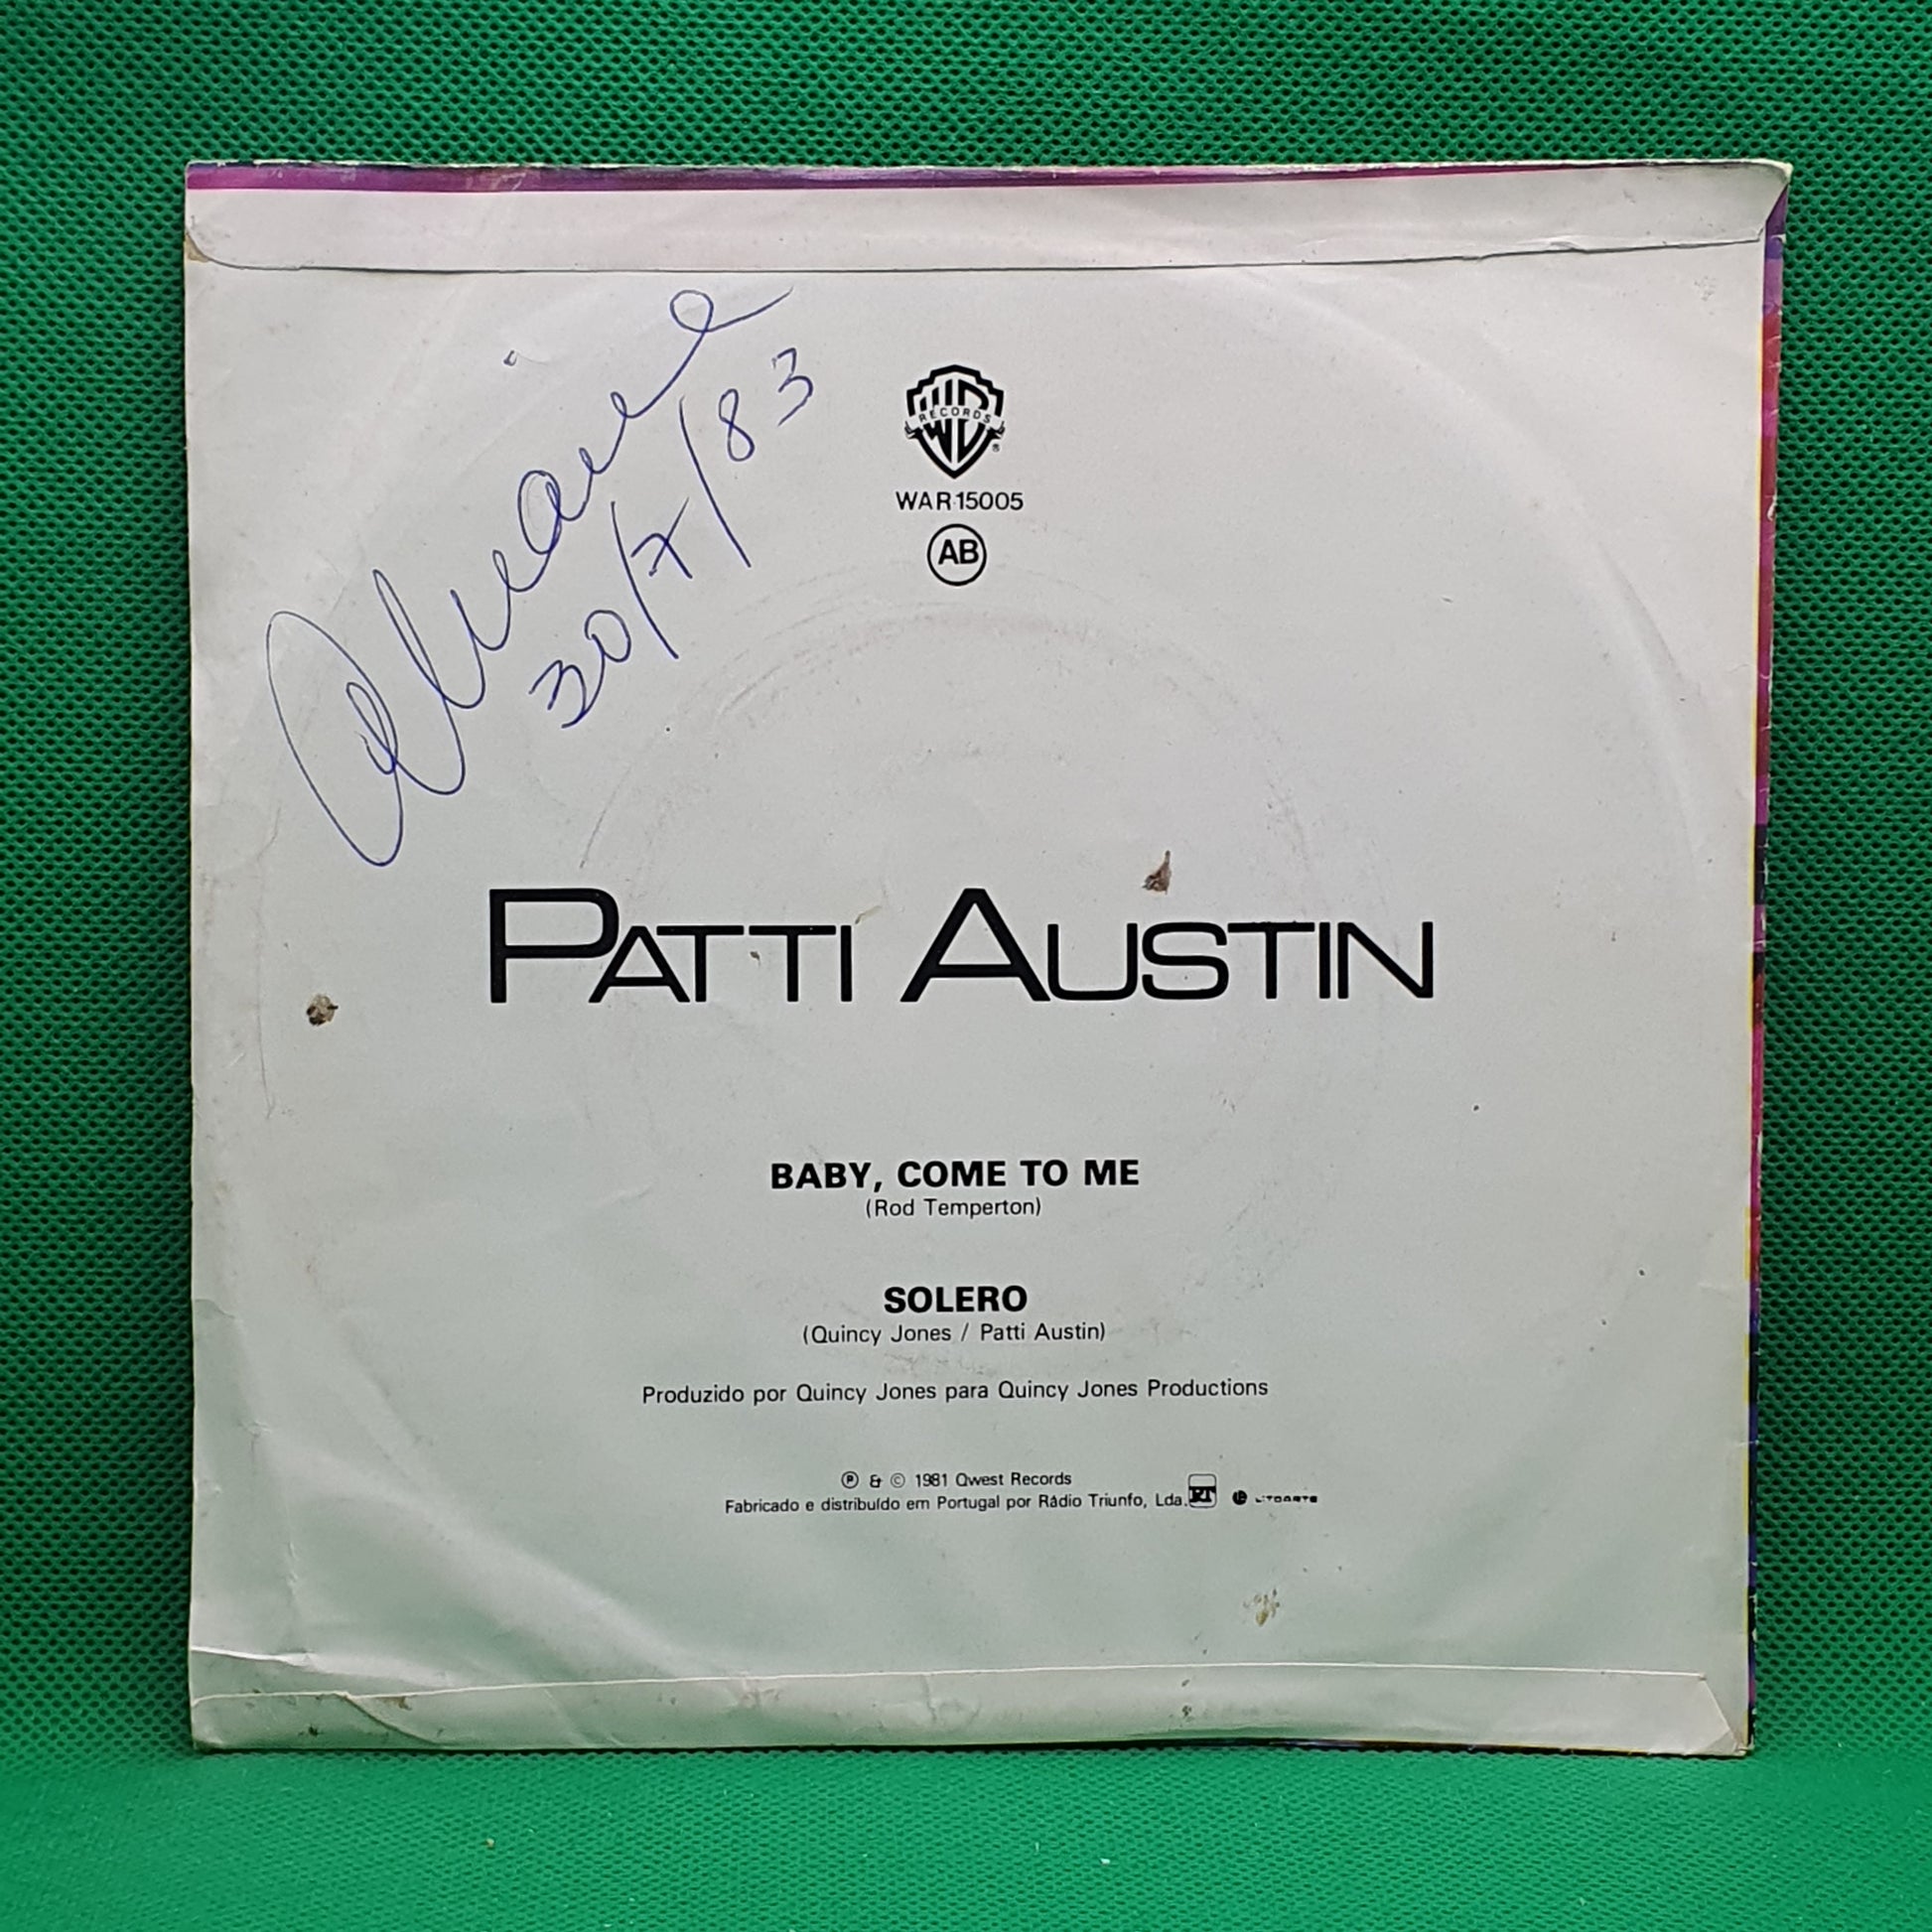 30/7/83
WB
RECORDS
WAR·15005
AB
PATTI AUSTIN
BABY, COME TO ME
(Rod Temperton)
SOLERO
(Quincy Jones / Patti Austin)
Produzido por Quincy Jones para Quincy Jones Productions
Ⓟ & © 1981 Qwest Records
Fabricado e distribuído em Portugal por Rádio Triunfo, Lda. RT LITOARTE